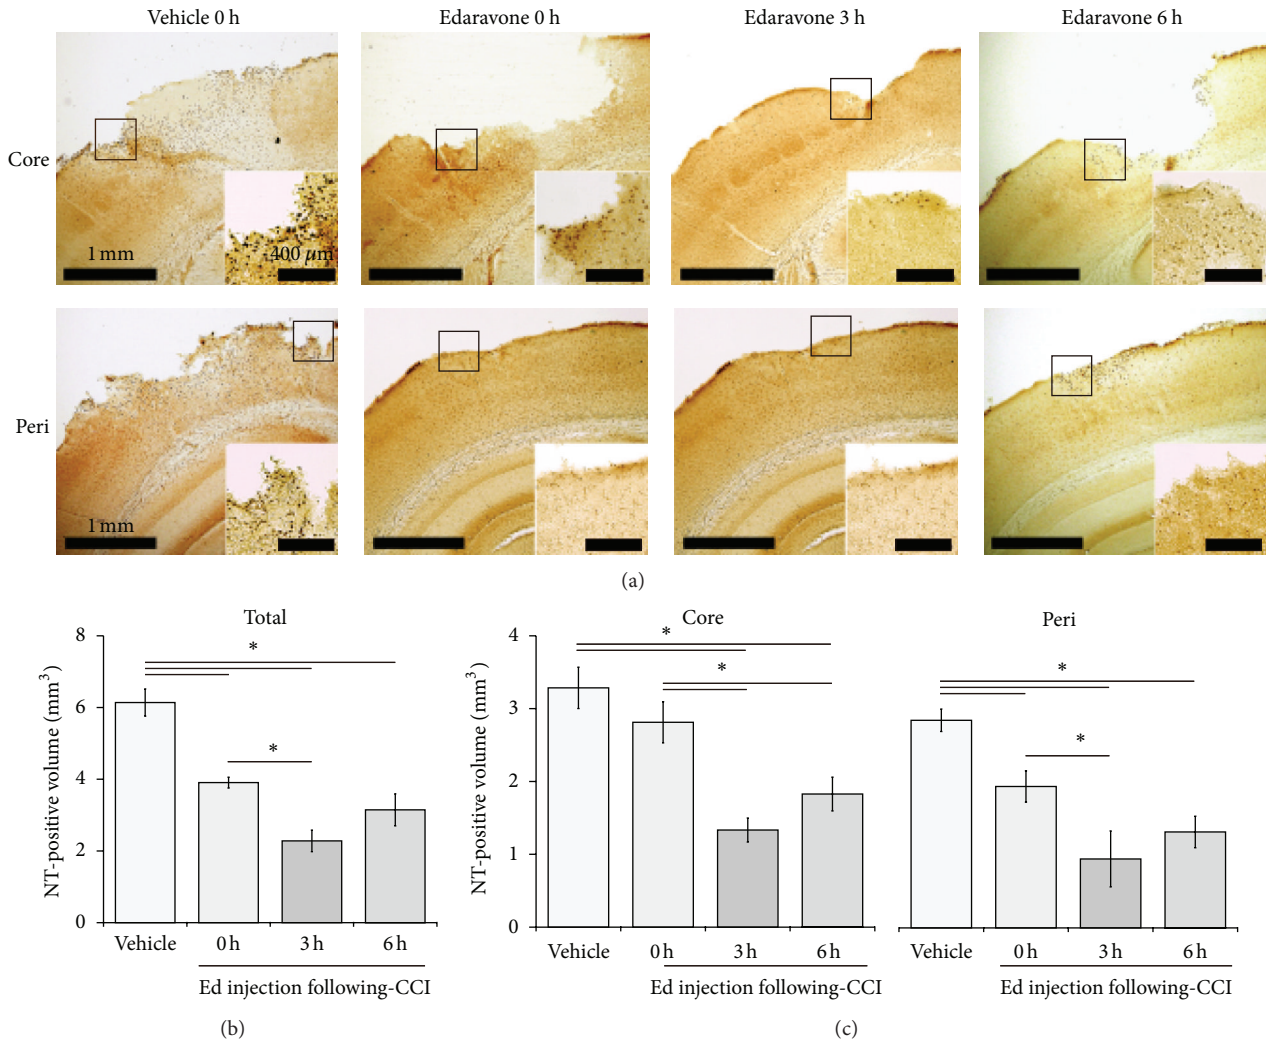 Vehicle 0 h
Edaravone 0 h
Edaravone 3 h
Edaravone 6 h
Core
1 mm
400 μm
Peri
1 mm
(a)
Total
NT-positive volume (mm³)
8
6
4
2
0
*
*
Vehicle
0 h
3 h
6 h
Ed injection following-CCI
(b)
Core
NT-positive volume (mm³)
4
3
2
1
0
*
*
Vehicle
0 h
3 h
6 h
Ed injection following-CCI
Peri
*
*
Vehicle
0 h
3 h
6 h
Ed injection following-CCI
(c)